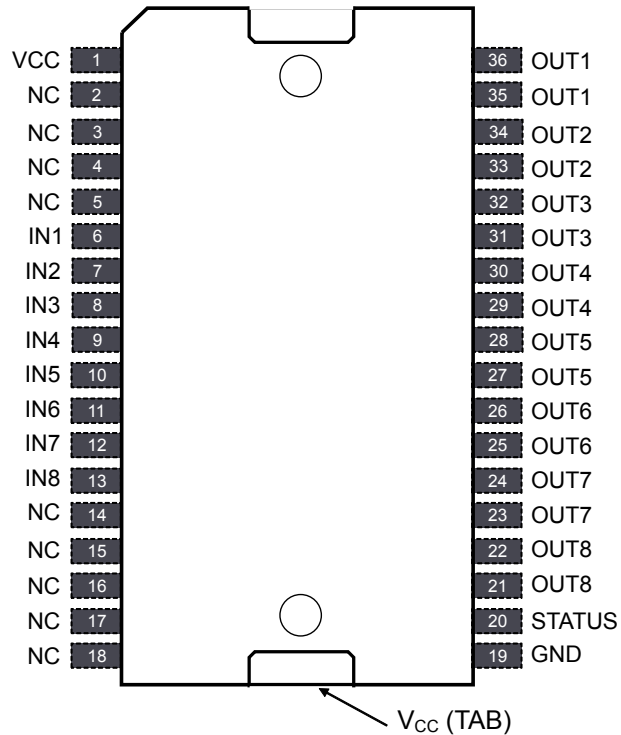 VCC 1 36 OUT1
NC 2 35 OUT1
NC 3 34 OUT2
NC 4 33 OUT2
NC 5 32 OUT3
IN1 6 31 OUT3
IN2 7 30 OUT4
IN3 8 29 OUT4
IN4 9 28 OUT5
IN5 10 27 OUT5
IN6 11 26 OUT6
IN7 12 25 OUT6
IN8 13 24 OUT7
NC 14 23 OUT7
NC 15 22 OUT8
NC 16 21 OUT8
NC 17 20 STATUS
NC 18 19 GND
VCC (TAB)